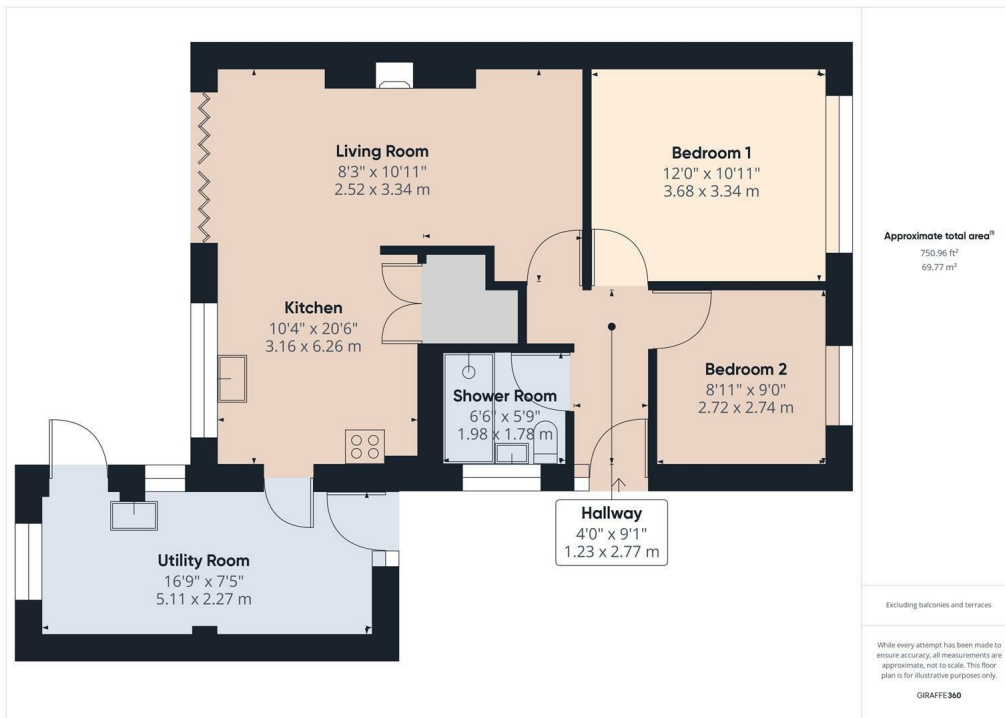 Living Room
8'3" x 10'11"
2.52 x 3.34 m
Bedroom 1
12'0" x 10'11"
3.68 x 3.34 m
Kitchen
10'4" x 20'6"
3.16 x 6.26 m
Shower Room
6'6" x 5'9"
1.98 x 1.78 m
Bedroom 2
8'11" x 9'0"
2.72 x 2.74 m
Hallway
4'0" x 9'1"
1.23 x 2.77 m
Utility Room
16'9" x 7'5"
5.11 x 2.27 m
Approximate total area⁽¹⁾
750.96 ft²
69.77 m²
Excluding balconies and terraces
While every attempt has been made to
ensure accuracy, all measurements are
approximate, not to scale. This floor
plan is for illustrative purposes only.
GIRAFFE360